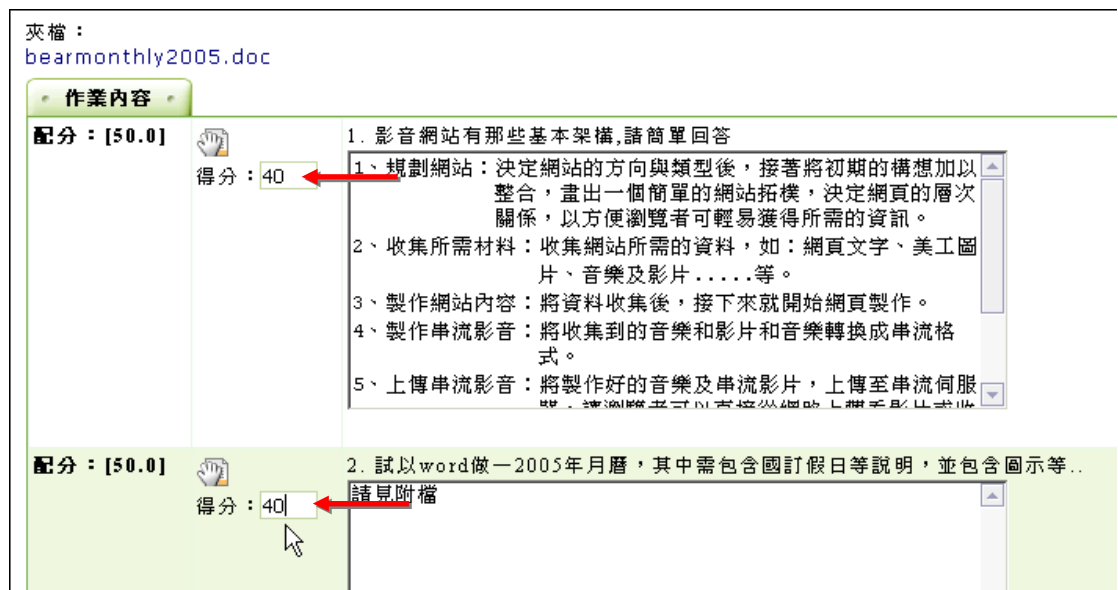 夾檔：
bearmonthly2005.doc
作業內容
配分：[50.0]
得分：40
1. 影音網站有那些基本架構,請簡單回答
1、規劃網站：決定網站的方向與類型後，接著將初期的構想加以
整合，畫出一個簡單的網站拓樸，決定網頁的層次
關係，以方便瀏覽者可輕易獲得所需的資訊。
2、收集所需材料：收集網站所需的資料，如：網頁文字、美工圖
片、音樂及影片.....等。
3、製作網站內容：將資料收集後，接下來就開始網頁製作。
4、製作串流影音：將收集到的音樂和影片和音樂轉換成串流格
式。
5、上傳串流影音：將製作好的音樂及串流影片，上傳至串流伺服
配分：[50.0]
得分：40
2. 試以word做一2005年月曆，其中需包含國訂假日等說明，並包含圖示等..
請見附檔